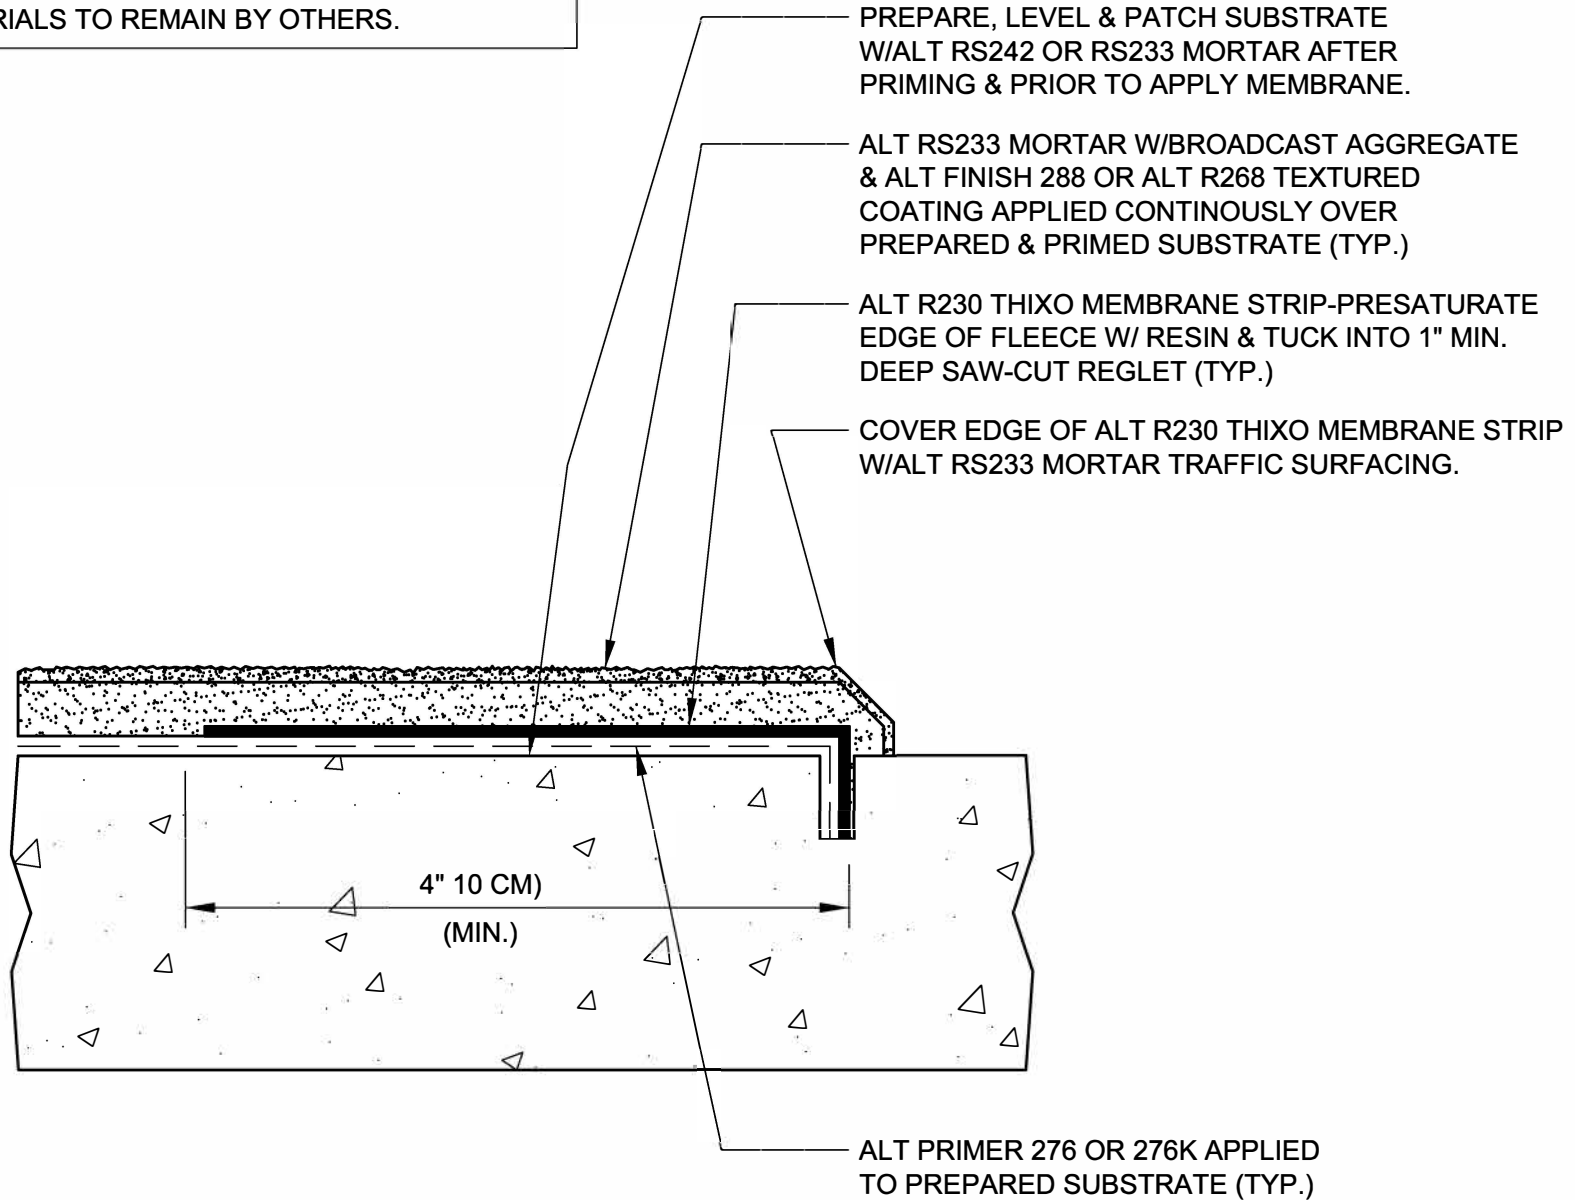 RIALS TO REMAIN BY OTHERS.
PREPARE, LEVEL & PATCH SUBSTRATE
W/ALT RS242 OR RS233 MORTAR AFTER
PRIMING & PRIOR TO APPLY MEMBRANE.
ALT RS233 MORTAR W/BROADCAST AGGREGATE
& ALT FINISH 288 OR ALT R268 TEXTURED
COATING APPLIED CONTINOUSLY OVER
PREPARED & PRIMED SUBSTRATE (TYP.)
ALT R230 THIXO MEMBRANE STRIP-PRESATURATE
EDGE OF FLEECE W/ RESIN & TUCK INTO 1" MIN.
DEEP SAW-CUT REGLET (TYP.)
COVER EDGE OF ALT R230 THIXO MEMBRANE STRIP
W/ALT RS233 MORTAR TRAFFIC SURFACING.
4" 10 CM)
(MIN.)
ALT PRIMER 276 OR 276K APPLIED
TO PREPARED SUBSTRATE (TYP.)